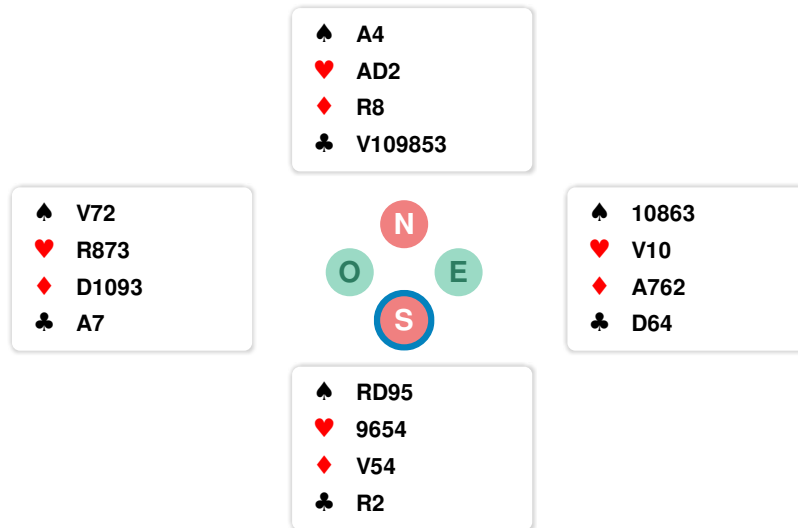 ♠ A4
♥ AD2
♦ R8
♣ V109853
♠ V72
♥ R873
♦ D1093
♣ A7
N
O E
S
♠ 10863
♥ V10
♦ A762
♣ D64
♠ RD95
♥ 9654
♦ V54
♣ R2